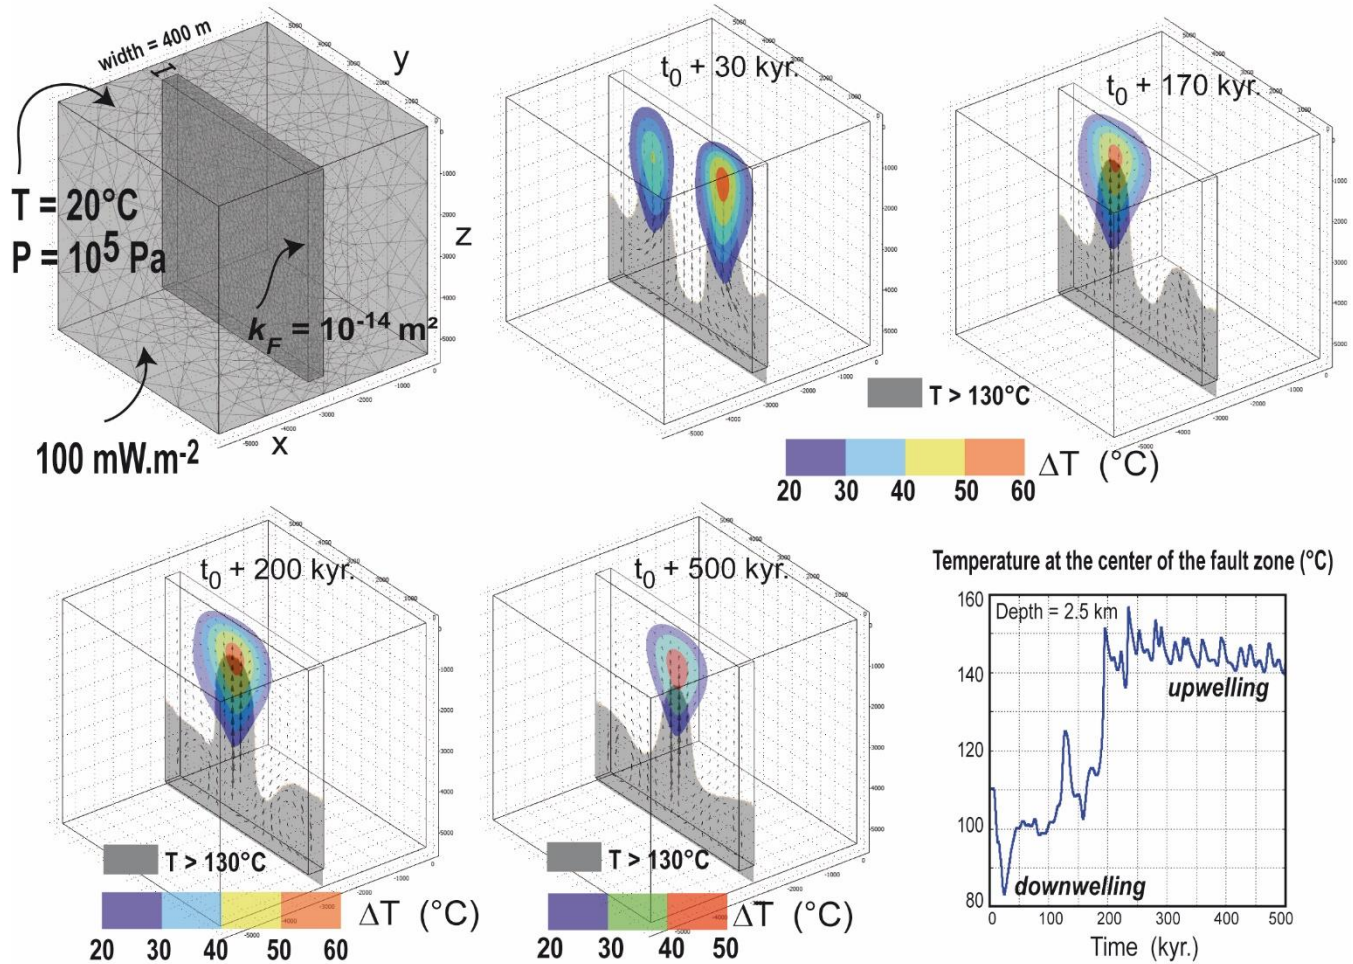 width = 400 m
y
T = 20°C
P = 10⁵ Pa
z
k_F = 10⁻¹⁴ m²
100 mW.m⁻²
x
t₀ + 30 kyr.
t₀ + 170 kyr.
T > 130°C
ΔT (°C)
20 30 40 50 60
t₀ + 200 kyr.
T > 130°C
ΔT (°C)
20 30 40 50 60
t₀ + 500 kyr.
T > 130°C
ΔT (°C)
20 30 40 50
Temperature at the center of the fault zone (°C)
160
Depth = 2.5 km
140
upwelling
120
100
downwelling
80
0 100 200 300 400 500
Time (kyr.)